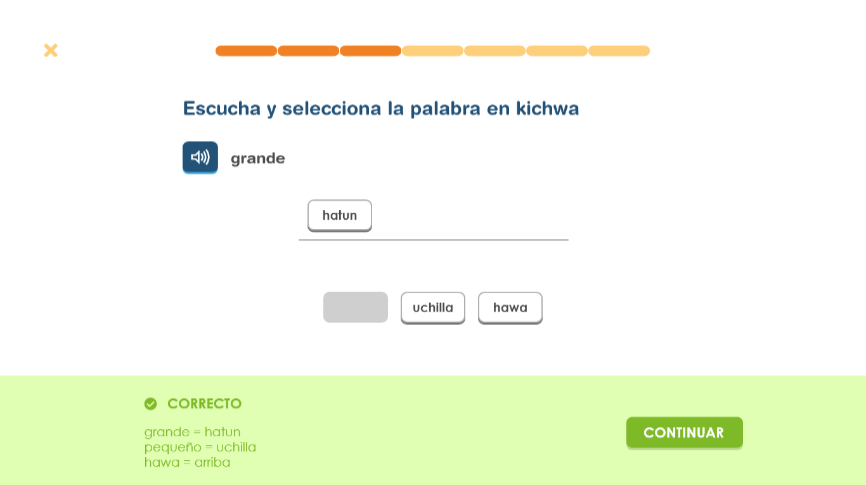 Escucha y selecciona la palabra en kichwa
grande
hatun
uchilla hawa
CORRECTO
grande = hatun
pequeño = uchilla
hawa = arriba
CONTINUAR